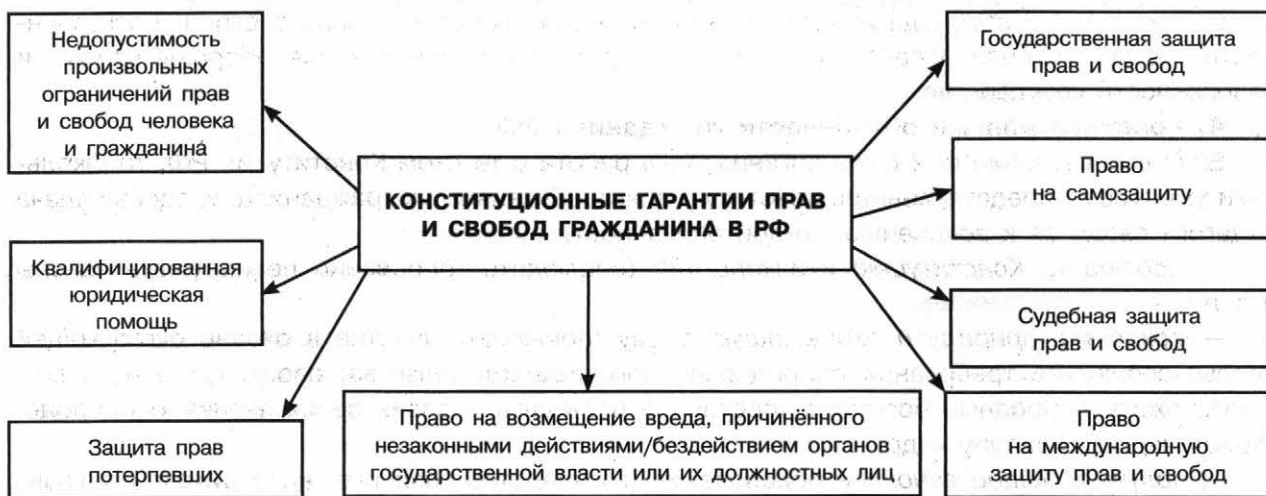 Недопустимость
произвольных
ограничений прав
и свобод человека
и гражданина
Государственная защита
прав и свобод
КОНСТИТУЦИОННЫЕ ГАРАНТИИ ПРАВ
И СВОБОД ГРАЖДАНИНА В РФ
Право
на самозащиту
Квалифицированная
юридическая
помощь
Судебная защита
прав и свобод
Защита прав
потерпевших
Право на возмещение вреда, причинённого
незаконными действиями/бездействием органов
государственной власти или их должностных лиц
Право
на международную
защиту прав и свобод